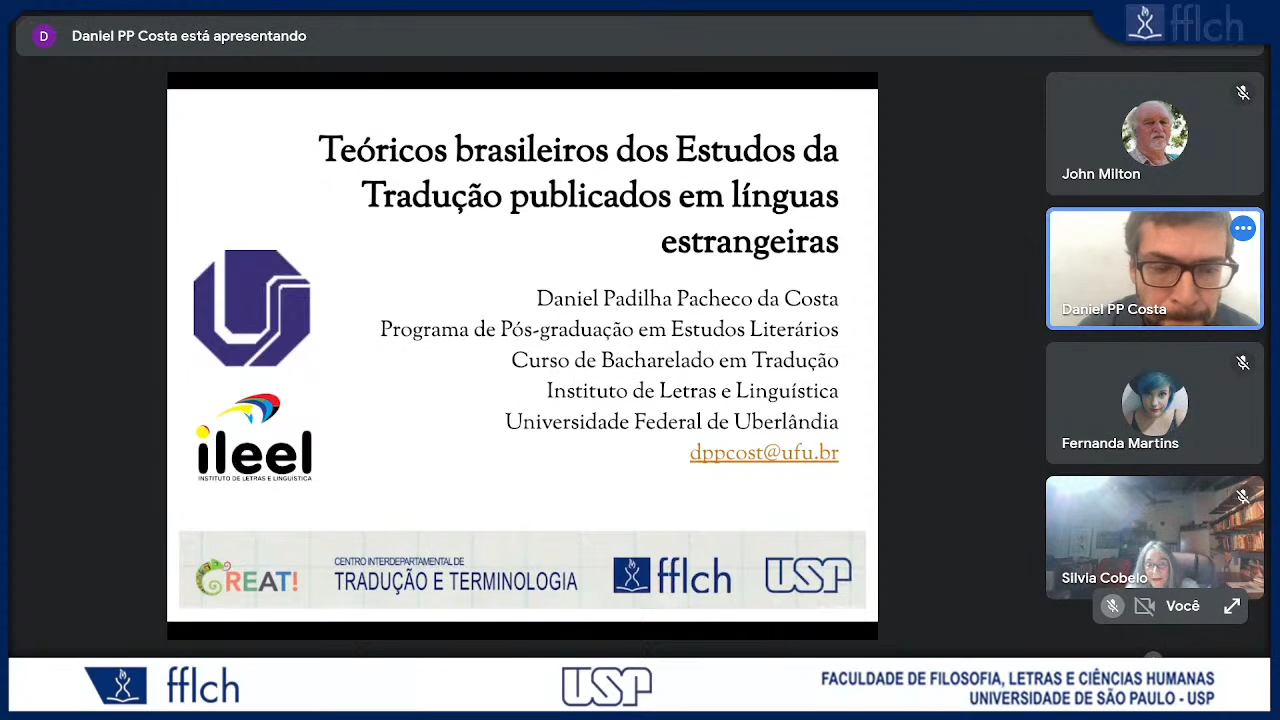 D
Daniel PP Costa está apresentando
fflch
Teóricos brasileiros dos Estudos da
Tradução publicados em línguas
estrangeiras
Daniel Padilha Pacheco da Costa
Programa de Pós-graduação em Estudos Literários
Curso de Bacharelado em Tradução
Instituto de Letras e Linguística
Universidade Federal de Uberlândia
dppcost@ufu.br
ileel
INSTITUTO DE LETRAS E LINGUÍSTICA
CREAT!
CENTRO INTERDEPARTAMENTAL DE
TRADUÇÃO E TERMINOLOGIA
fflch
USP
John Milton
Daniel PP Costa
Fernanda Martins
SIlvia Cobelo
Você
fflch
USP
FACULDADE DE FILOSOFIA, LETRAS E CIÊNCIAS HUMANAS
UNIVERSIDADE DE SÃO PAULO - USP